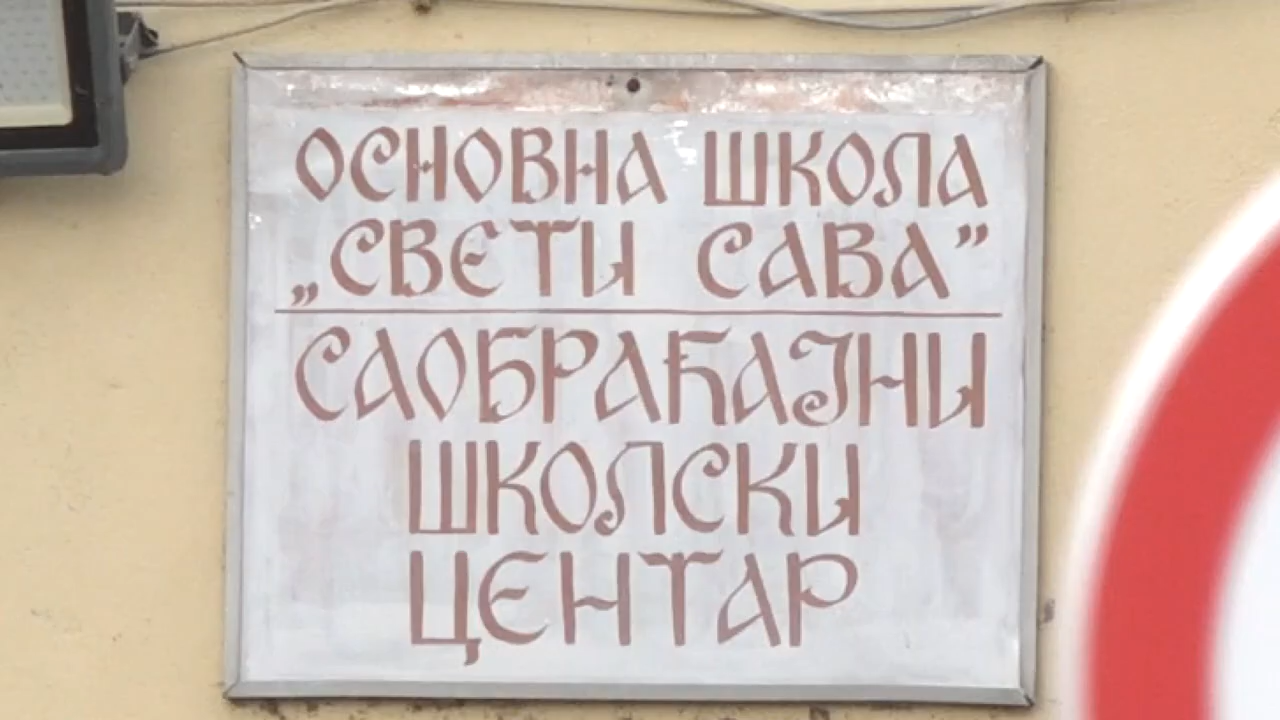 ОСНОВНА ШКОЛА
„СВЕТИ САВА”
САОБРАЋАЈНИ
ШКОЛСКИ
ЦЕНТАР